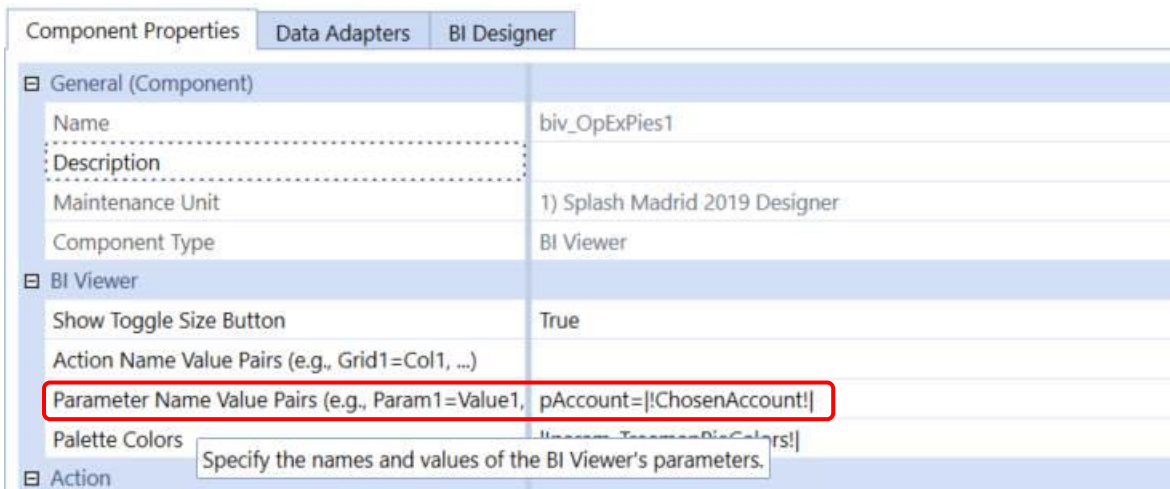 Component Properties Data Adapters BI Designer
General (Component)
Name biv_OpExPies1
Description
Maintenance Unit 1) Splash Madrid 2019 Designer
Component Type BI Viewer
BI Viewer
Show Toggle Size Button True
Action Name Value Pairs (e.g., Grid1=Col1, ...)
Parameter Name Value Pairs (e.g., Param1=Value1, pAccount=|!ChosenAccount!|
Palette Colors
Specify the names and values of the BI Viewer's parameters.
Action